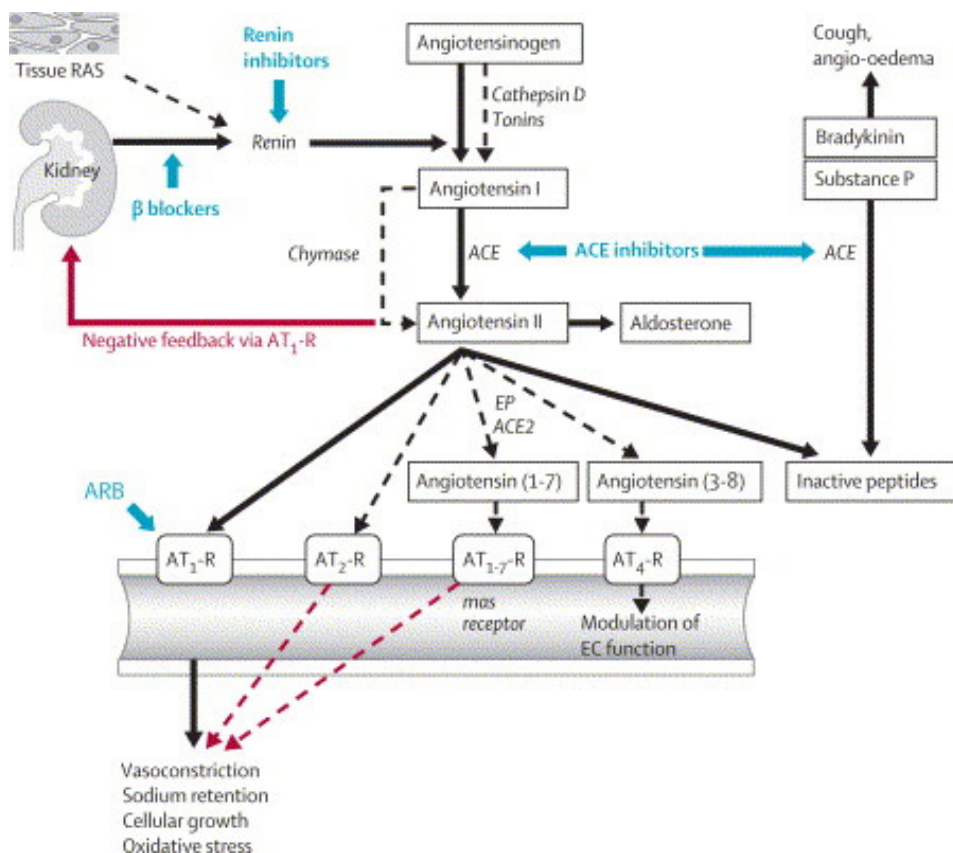 Tissue RAS
Renin
inhibitors
Angiotensinogen
Cough,
angio-oedema
Cathepsin D
Tonins
Kidney
Renin
Bradykinin
Substance P
β blockers
Angiotensin I
Chymase
ACE
ACE inhibitors
ACE
Angiotensin II
Aldosterone
Negative feedback via AT₁-R
EP
ACE2
ARB
Angiotensin (1-7)
Angiotensin (3-8)
Inactive peptides
AT₁-R
AT₂-R
AT₁₋₇-R
AT₄-R
mas
receptor
Modulation of
EC function
Vasoconstriction
Sodium retention
Cellular growth
Oxidative stress